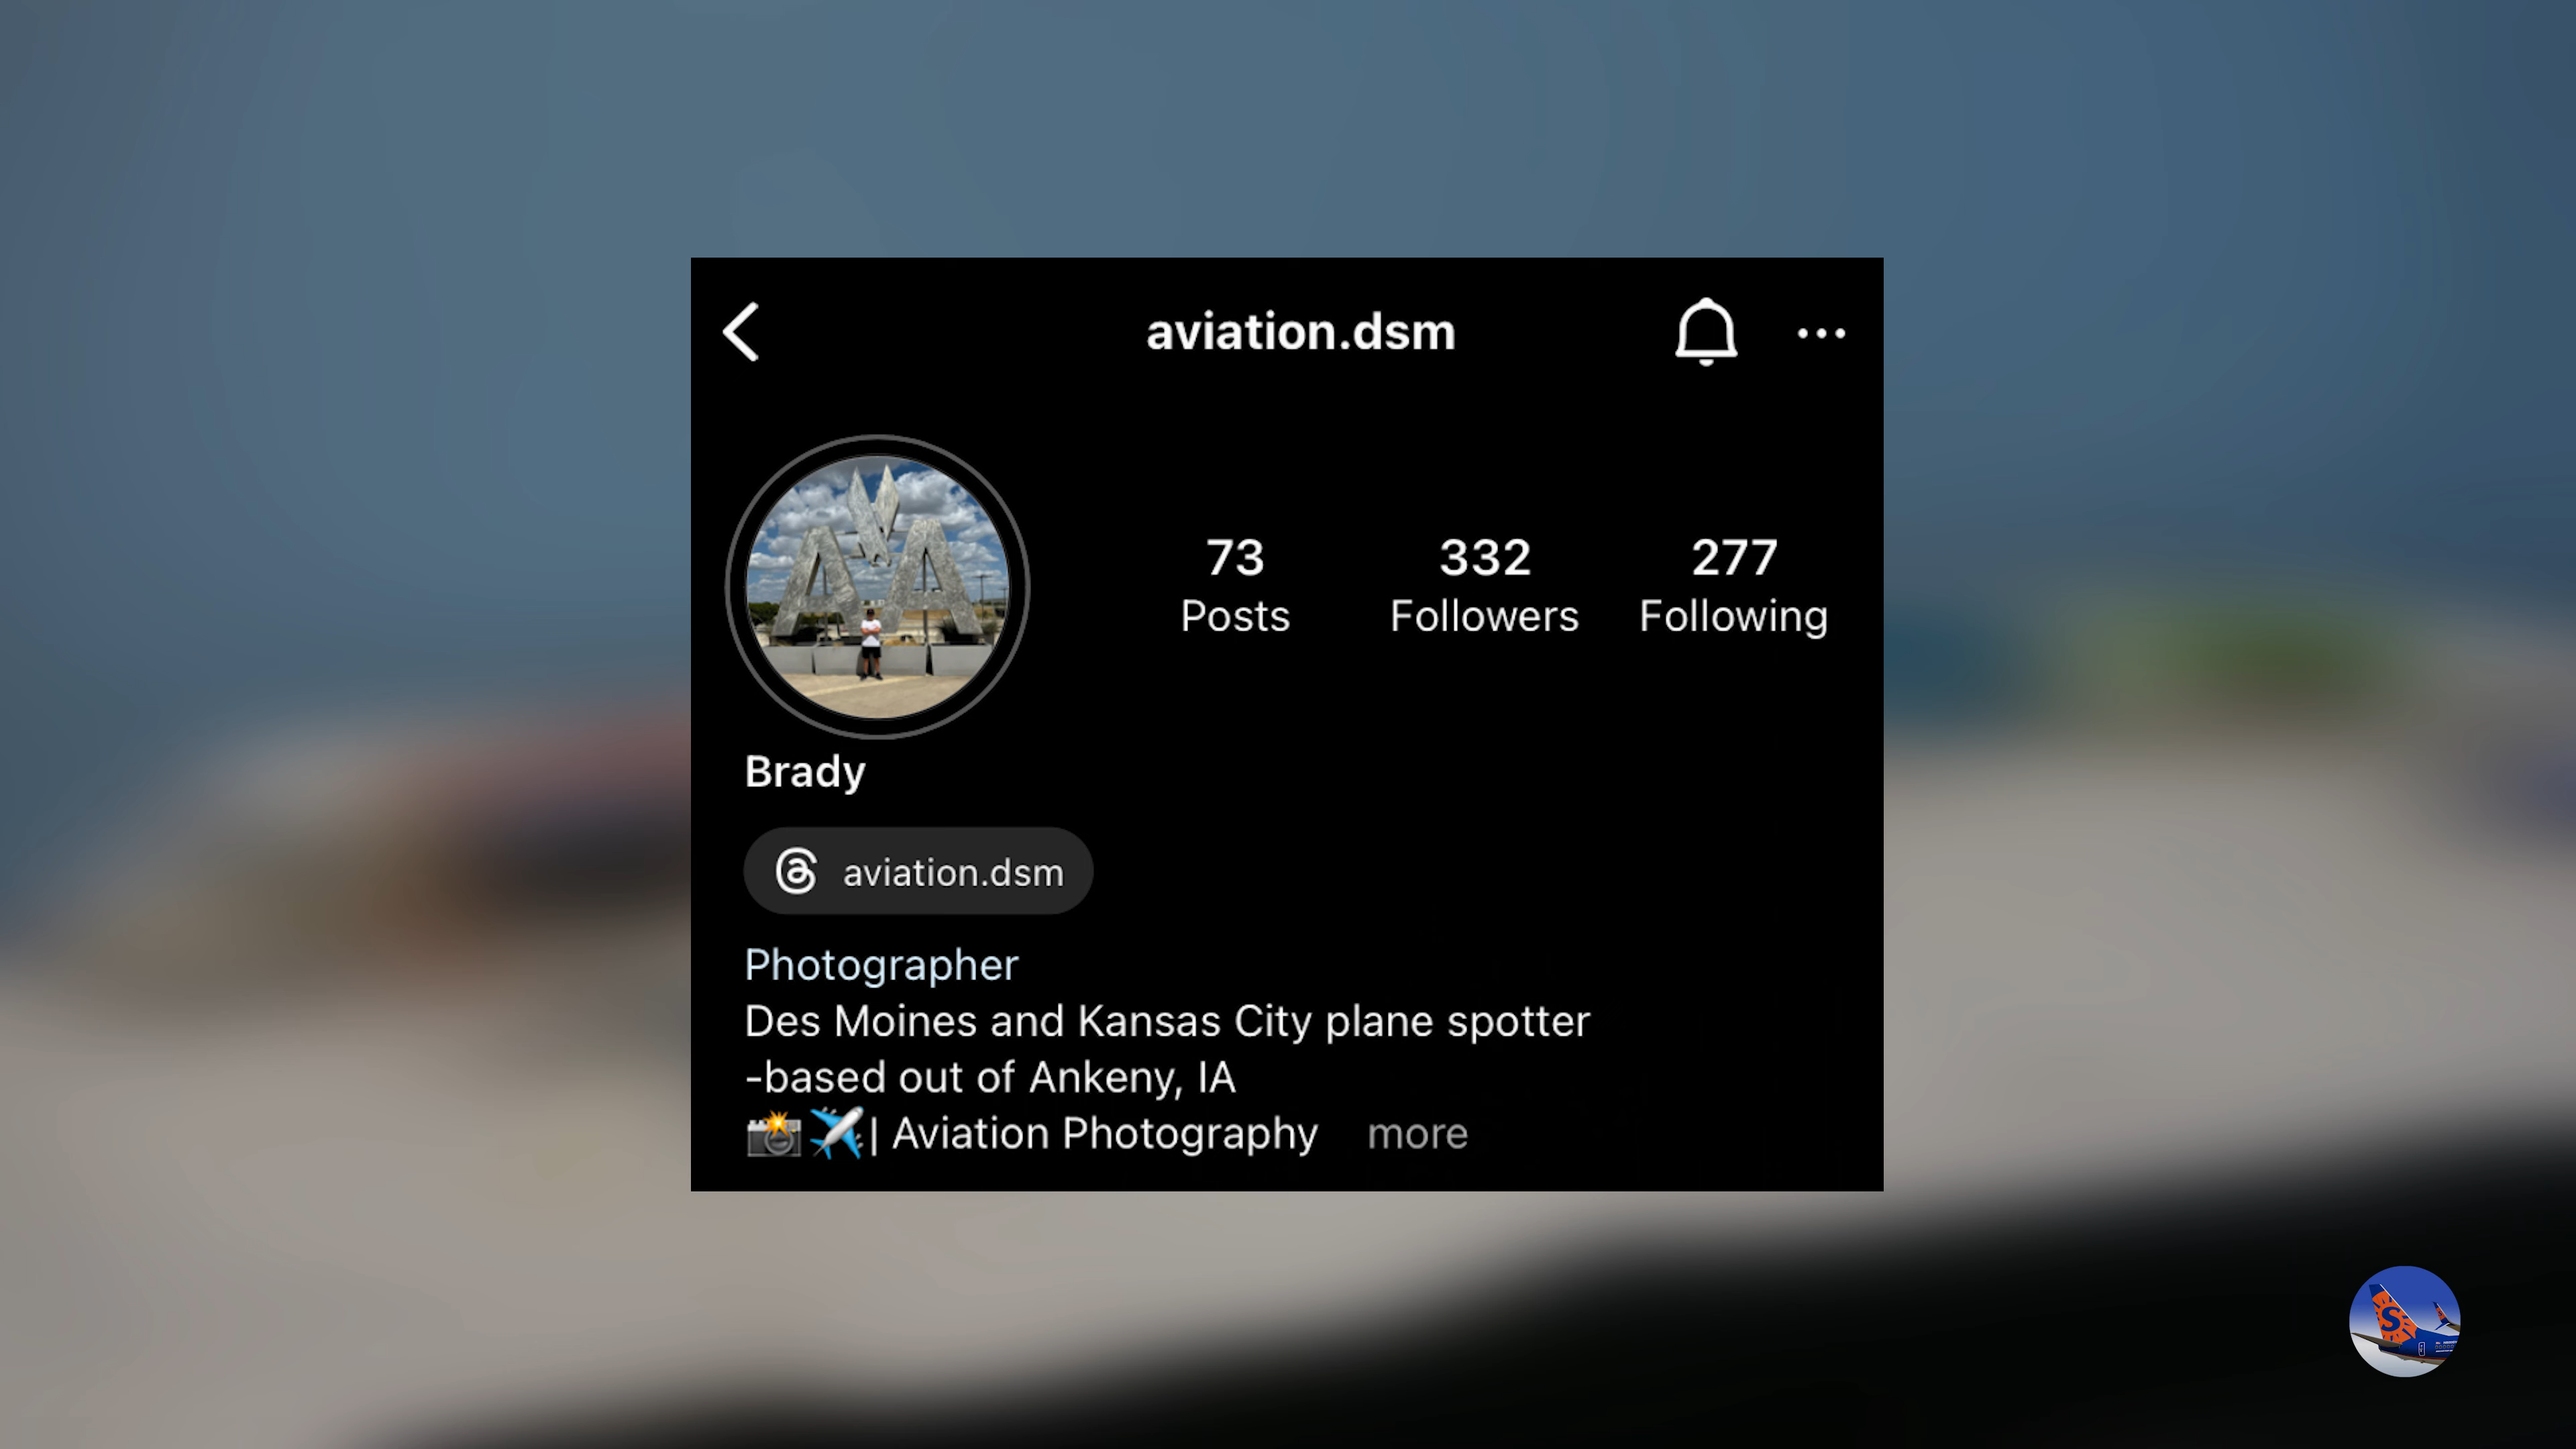 aviation.dsm
73
Posts
332
Followers
277
Following
AA
Brady
aviation.dsm
Photographer
Des Moines and Kansas City plane spotter
-based out of Ankeny, IA
📸✈️| Aviation Photography more
S